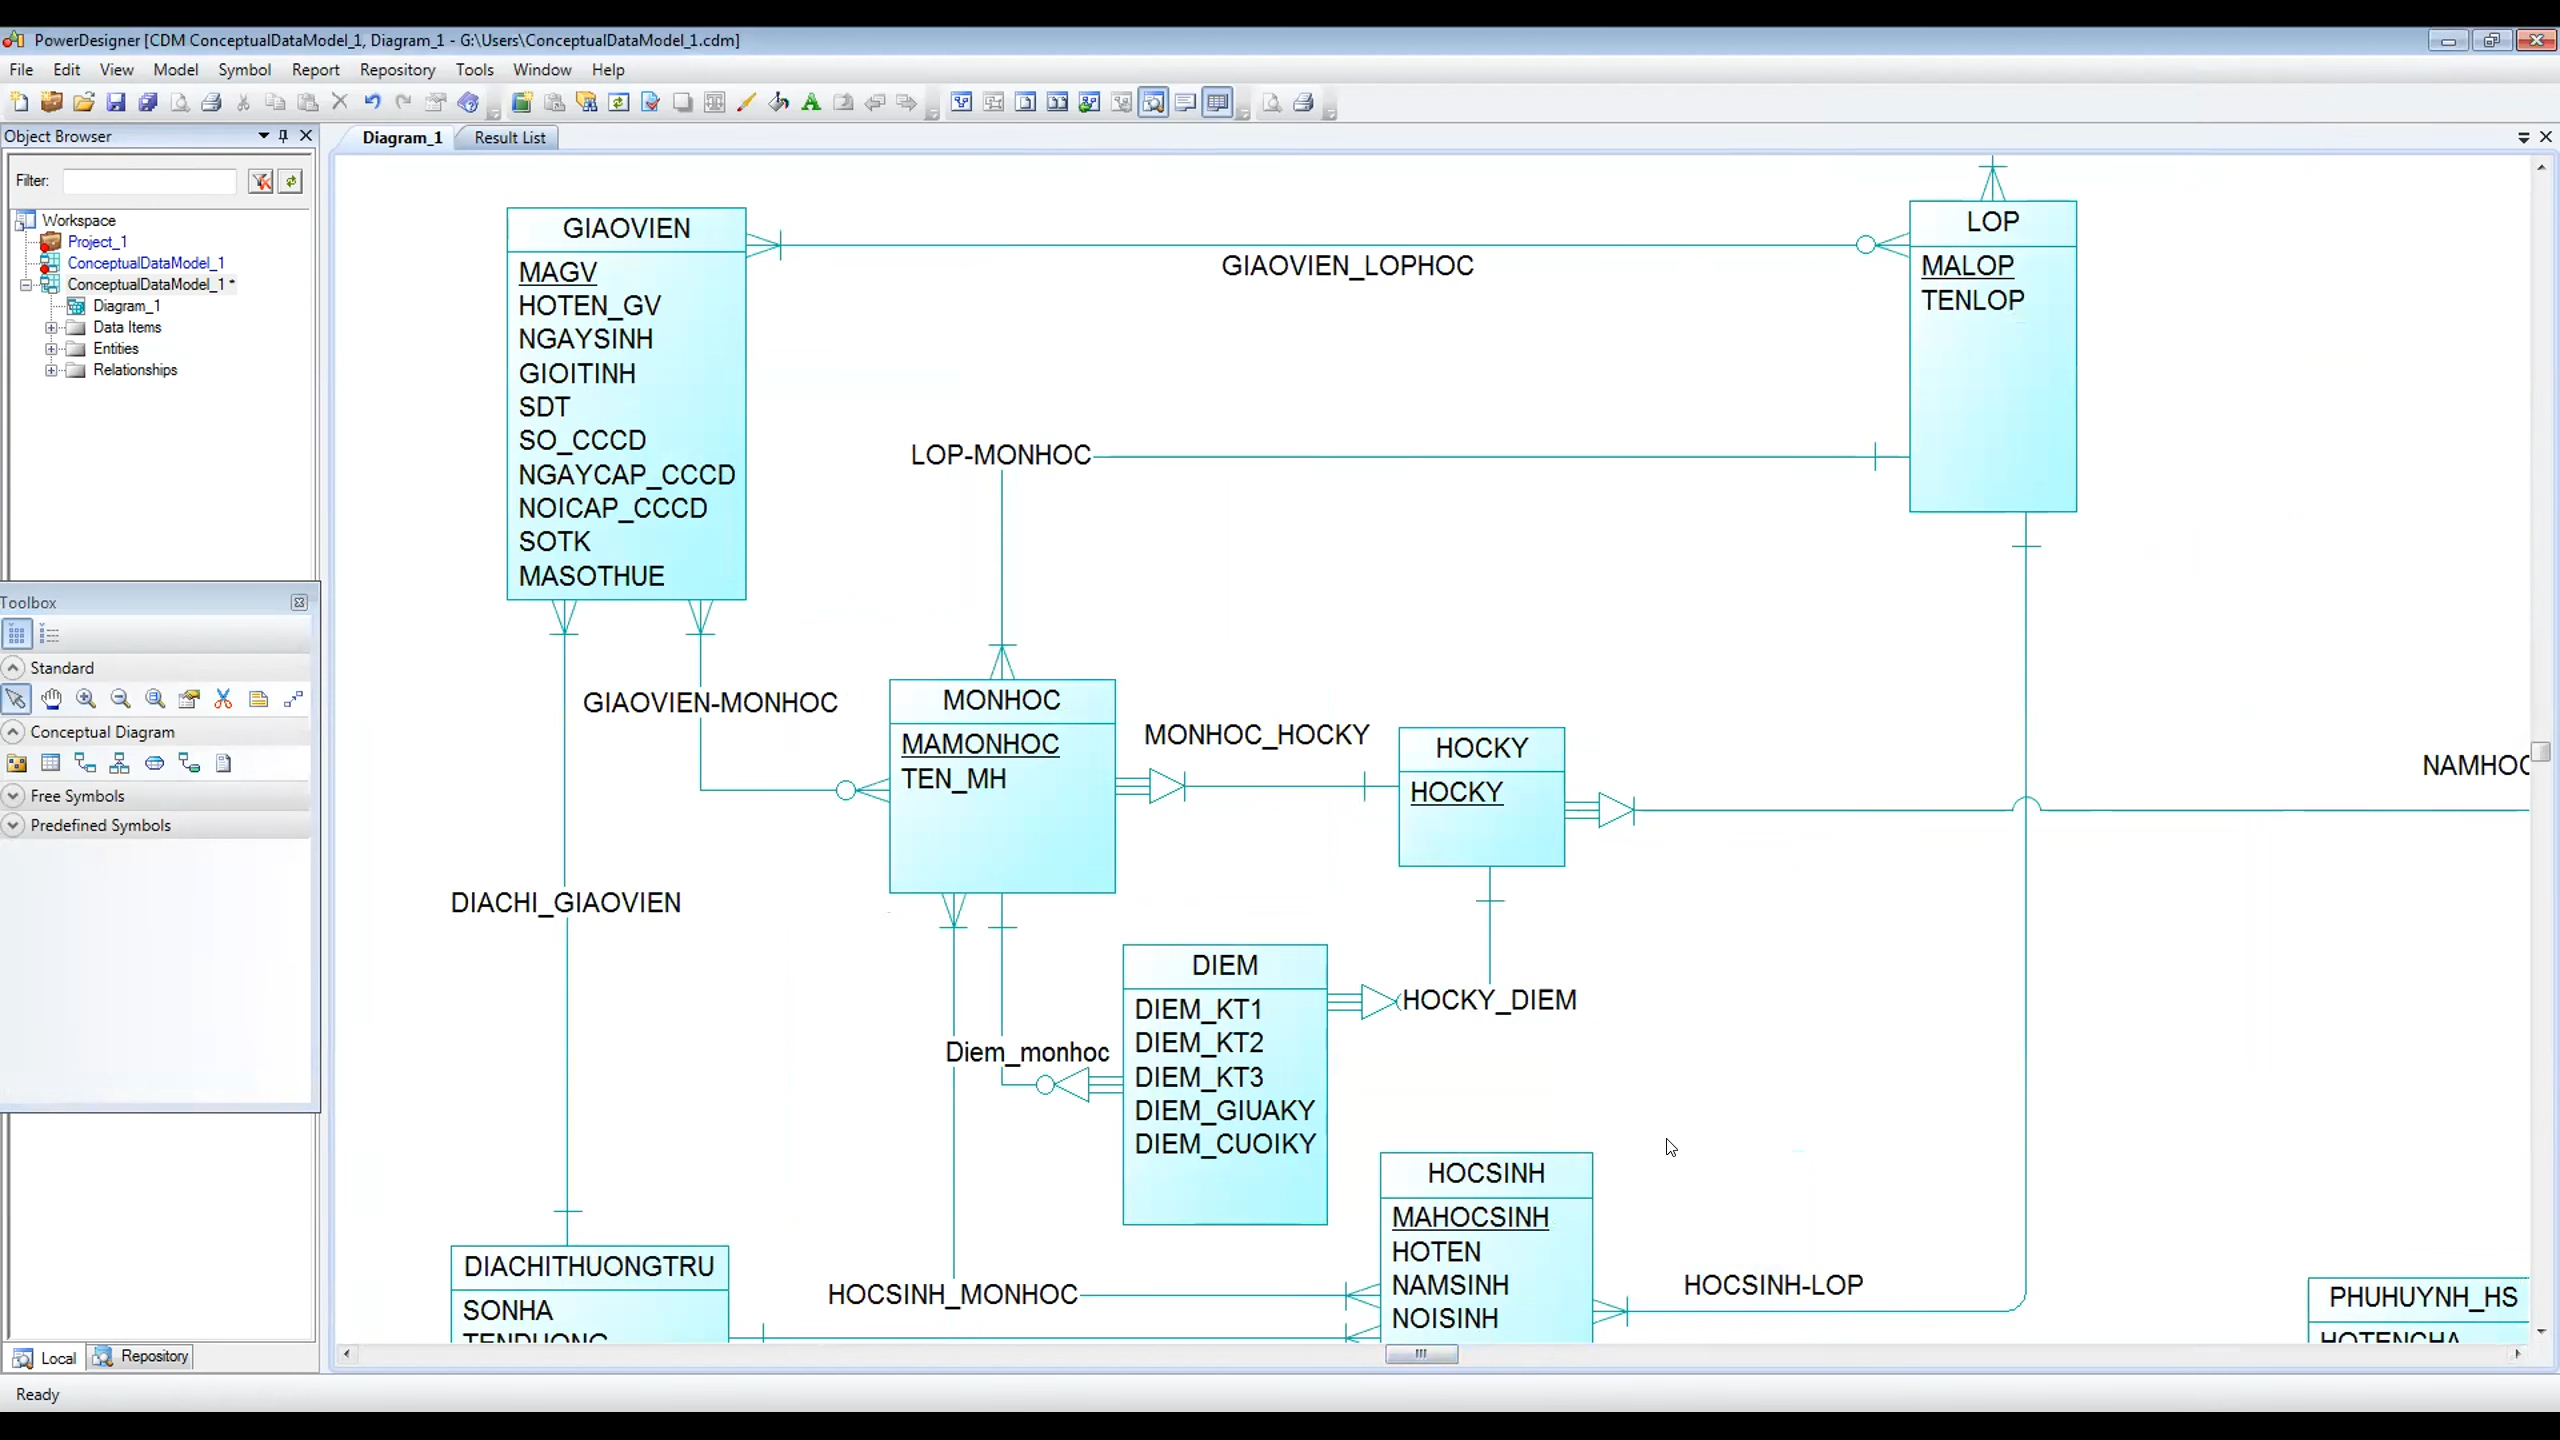 PowerDesigner [CDM ConceptualDataModel_1, Diagram_1 - G:\Users\ConceptualDataModel_1.cdm]
File Edit View Model Symbol Report Repository Tools Window Help
Object Browser
Filter:
Workspace
Project_1
ConceptualDataModel_1
ConceptualDataModel_1 *
Diagram_1
Data Items
Entities
Relationships
Toolbox
Standard
Conceptual Diagram
Free Symbols
Predefined Symbols
Local
Repository
Ready
Diagram_1
Result List
GIAOVIEN
MAGV
HOTEN_GV
NGAYSINH
GIOITINH
SDT
SO_CCCD
NGAYCAP_CCCD
NOICAP_CCCD
SOTK
MASOTHUE
GIAOVIEN_LOPHOC
LOP
MALOP
TENLOP
LOP-MONHOC
GIAOVIEN-MONHOC
MONHOC
MAMONHOC
TEN_MH
MONHOC_HOCKY
HOCKY
HOCKY
NAMHOC
DIACHI_GIAOVIEN
DIEM
DIEM_KT1
DIEM_KT2
DIEM_KT3
DIEM_GIUAKY
DIEM_CUOIKY
HOCKY_DIEM
Diem_monhoc
HOCSINH
MAHOCSINH
HOTEN
NAMSINH
NOISINH
HOCSINH_MONHOC
HOCSINH-LOP
DIACHITHUONGTRU
SONHA
TENDUONG
PHUHUYNH_HS
HOTENCHA